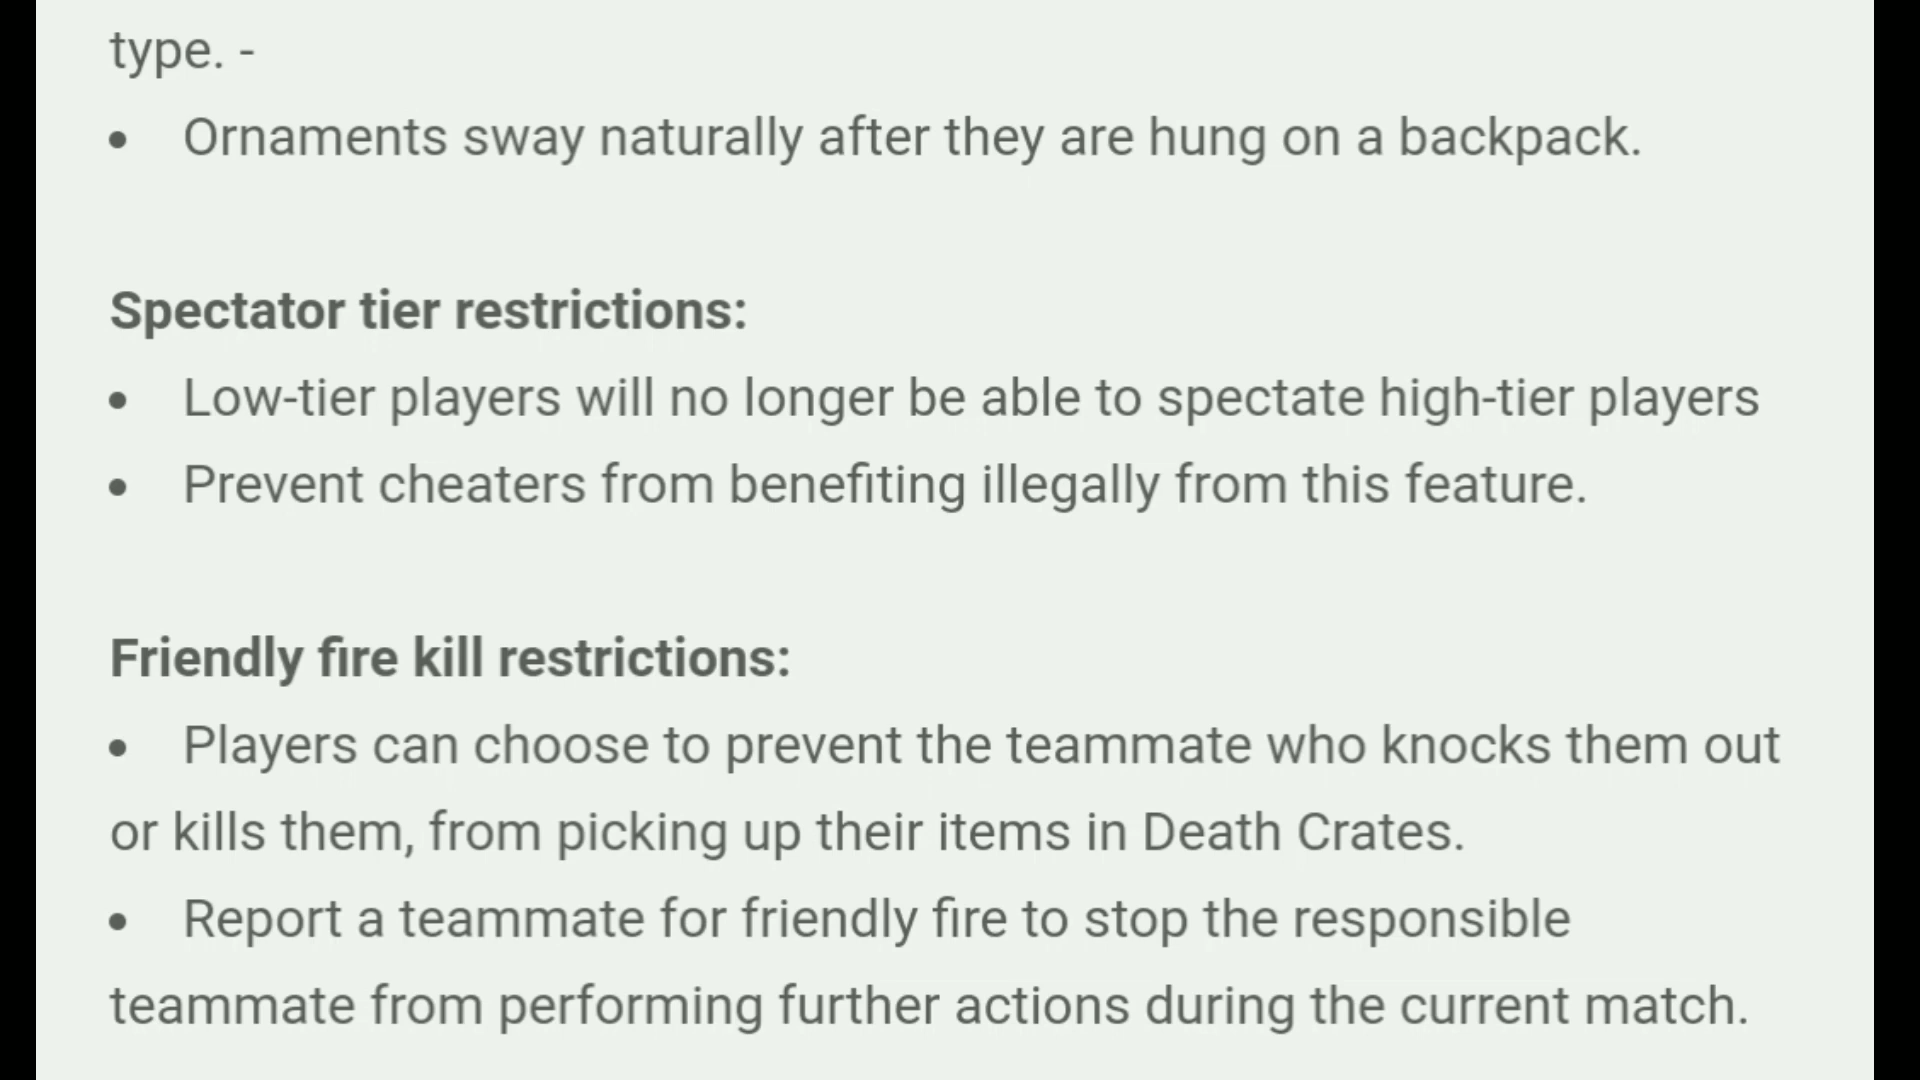 type. -
• Ornaments sway naturally after they are hung on a backpack.
Spectator tier restrictions:
• Low-tier players will no longer be able to spectate high-tier players
• Prevent cheaters from benefiting illegally from this feature.
Friendly fire kill restrictions:
• Players can choose to prevent the teammate who knocks them out
or kills them, from picking up their items in Death Crates.
• Report a teammate for friendly fire to stop the responsible
teammate from performing further actions during the current match.